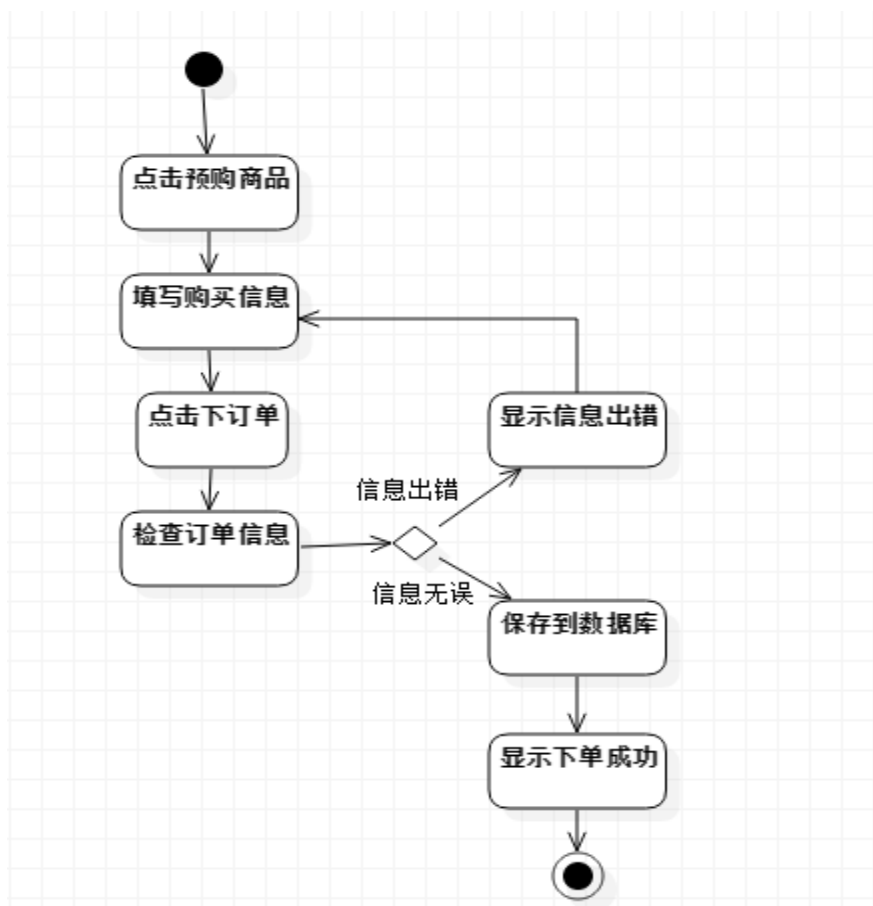 点击预购商品
填写购买信息
点击下订单
显示信息出错
信息出错
检查订单信息
信息无误
保存到数据库
显示下单成功